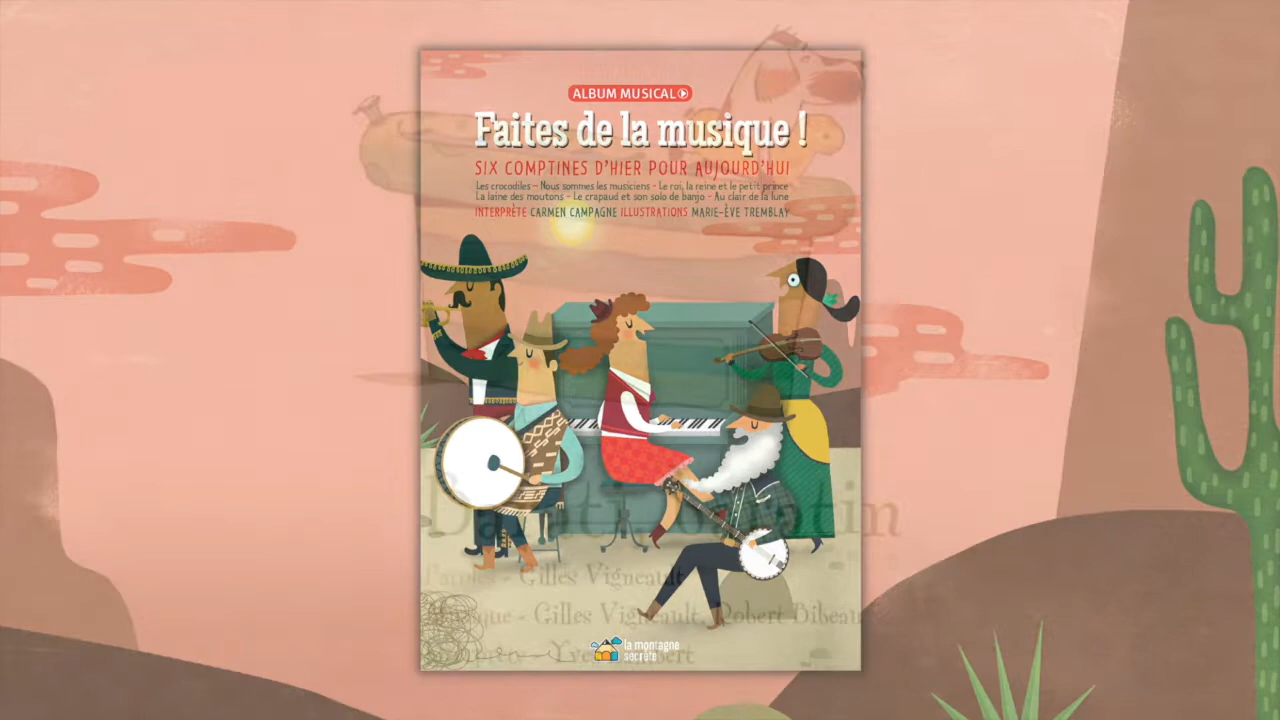 ALBUM MUSICAL
Faites de la musique !
SIX COMPTINES D'HIER POUR AUJOURD'HUI
Les crocodiles – Nous sommes les musiciens - Le roi, la reine et le petit prince
La laine des moutons - Le crapaud et son solo de banjo - Au clair de la lune
INTERPRÈTE CARMEN CAMPAGNE ILLUSTRATIONS MARIE-ÈVE TREMBLAY
Paroles - Gilles Vigneault
Musique - Gilles Vigneault, Robert Bibeau
la montagne
secrète